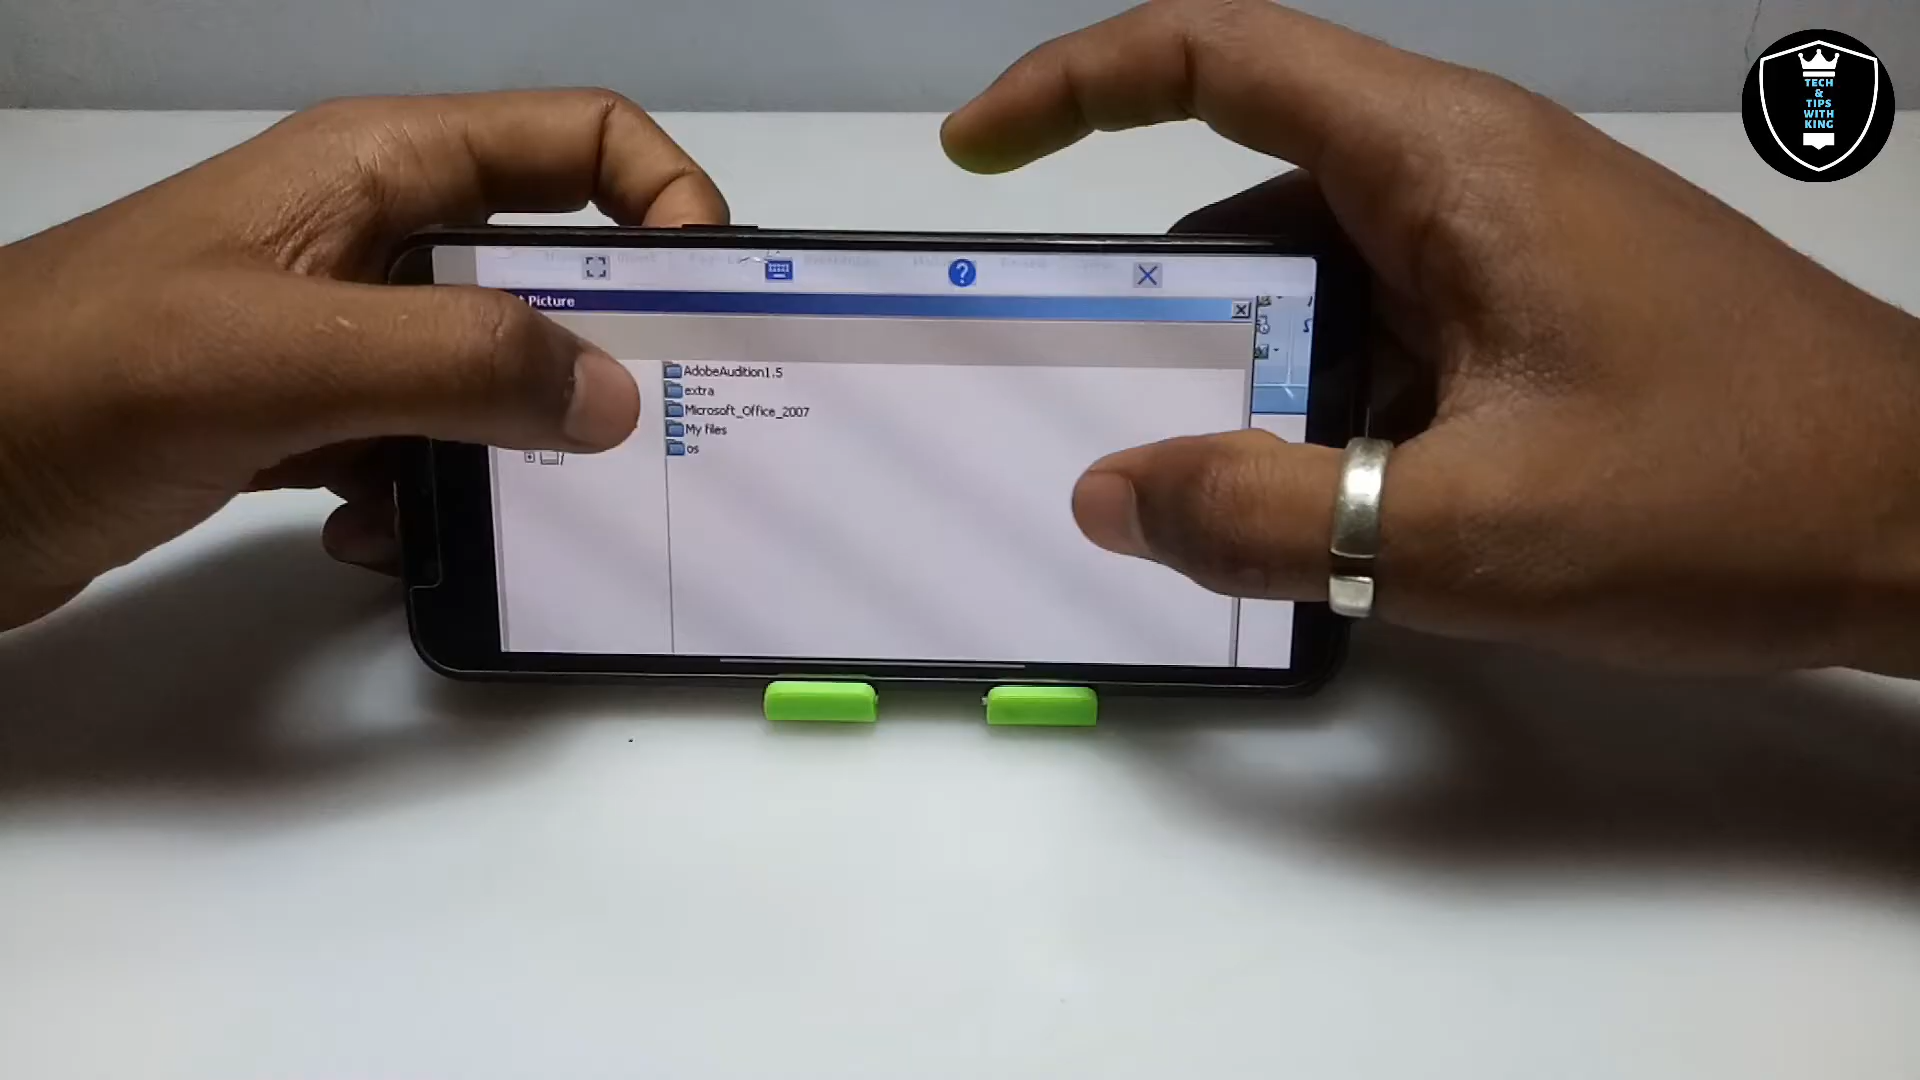 TECH
&
TIPS
WITH
KING
t Picture
AdobeAudition1.5
extra
Microsoft_Office_2007
My files
os